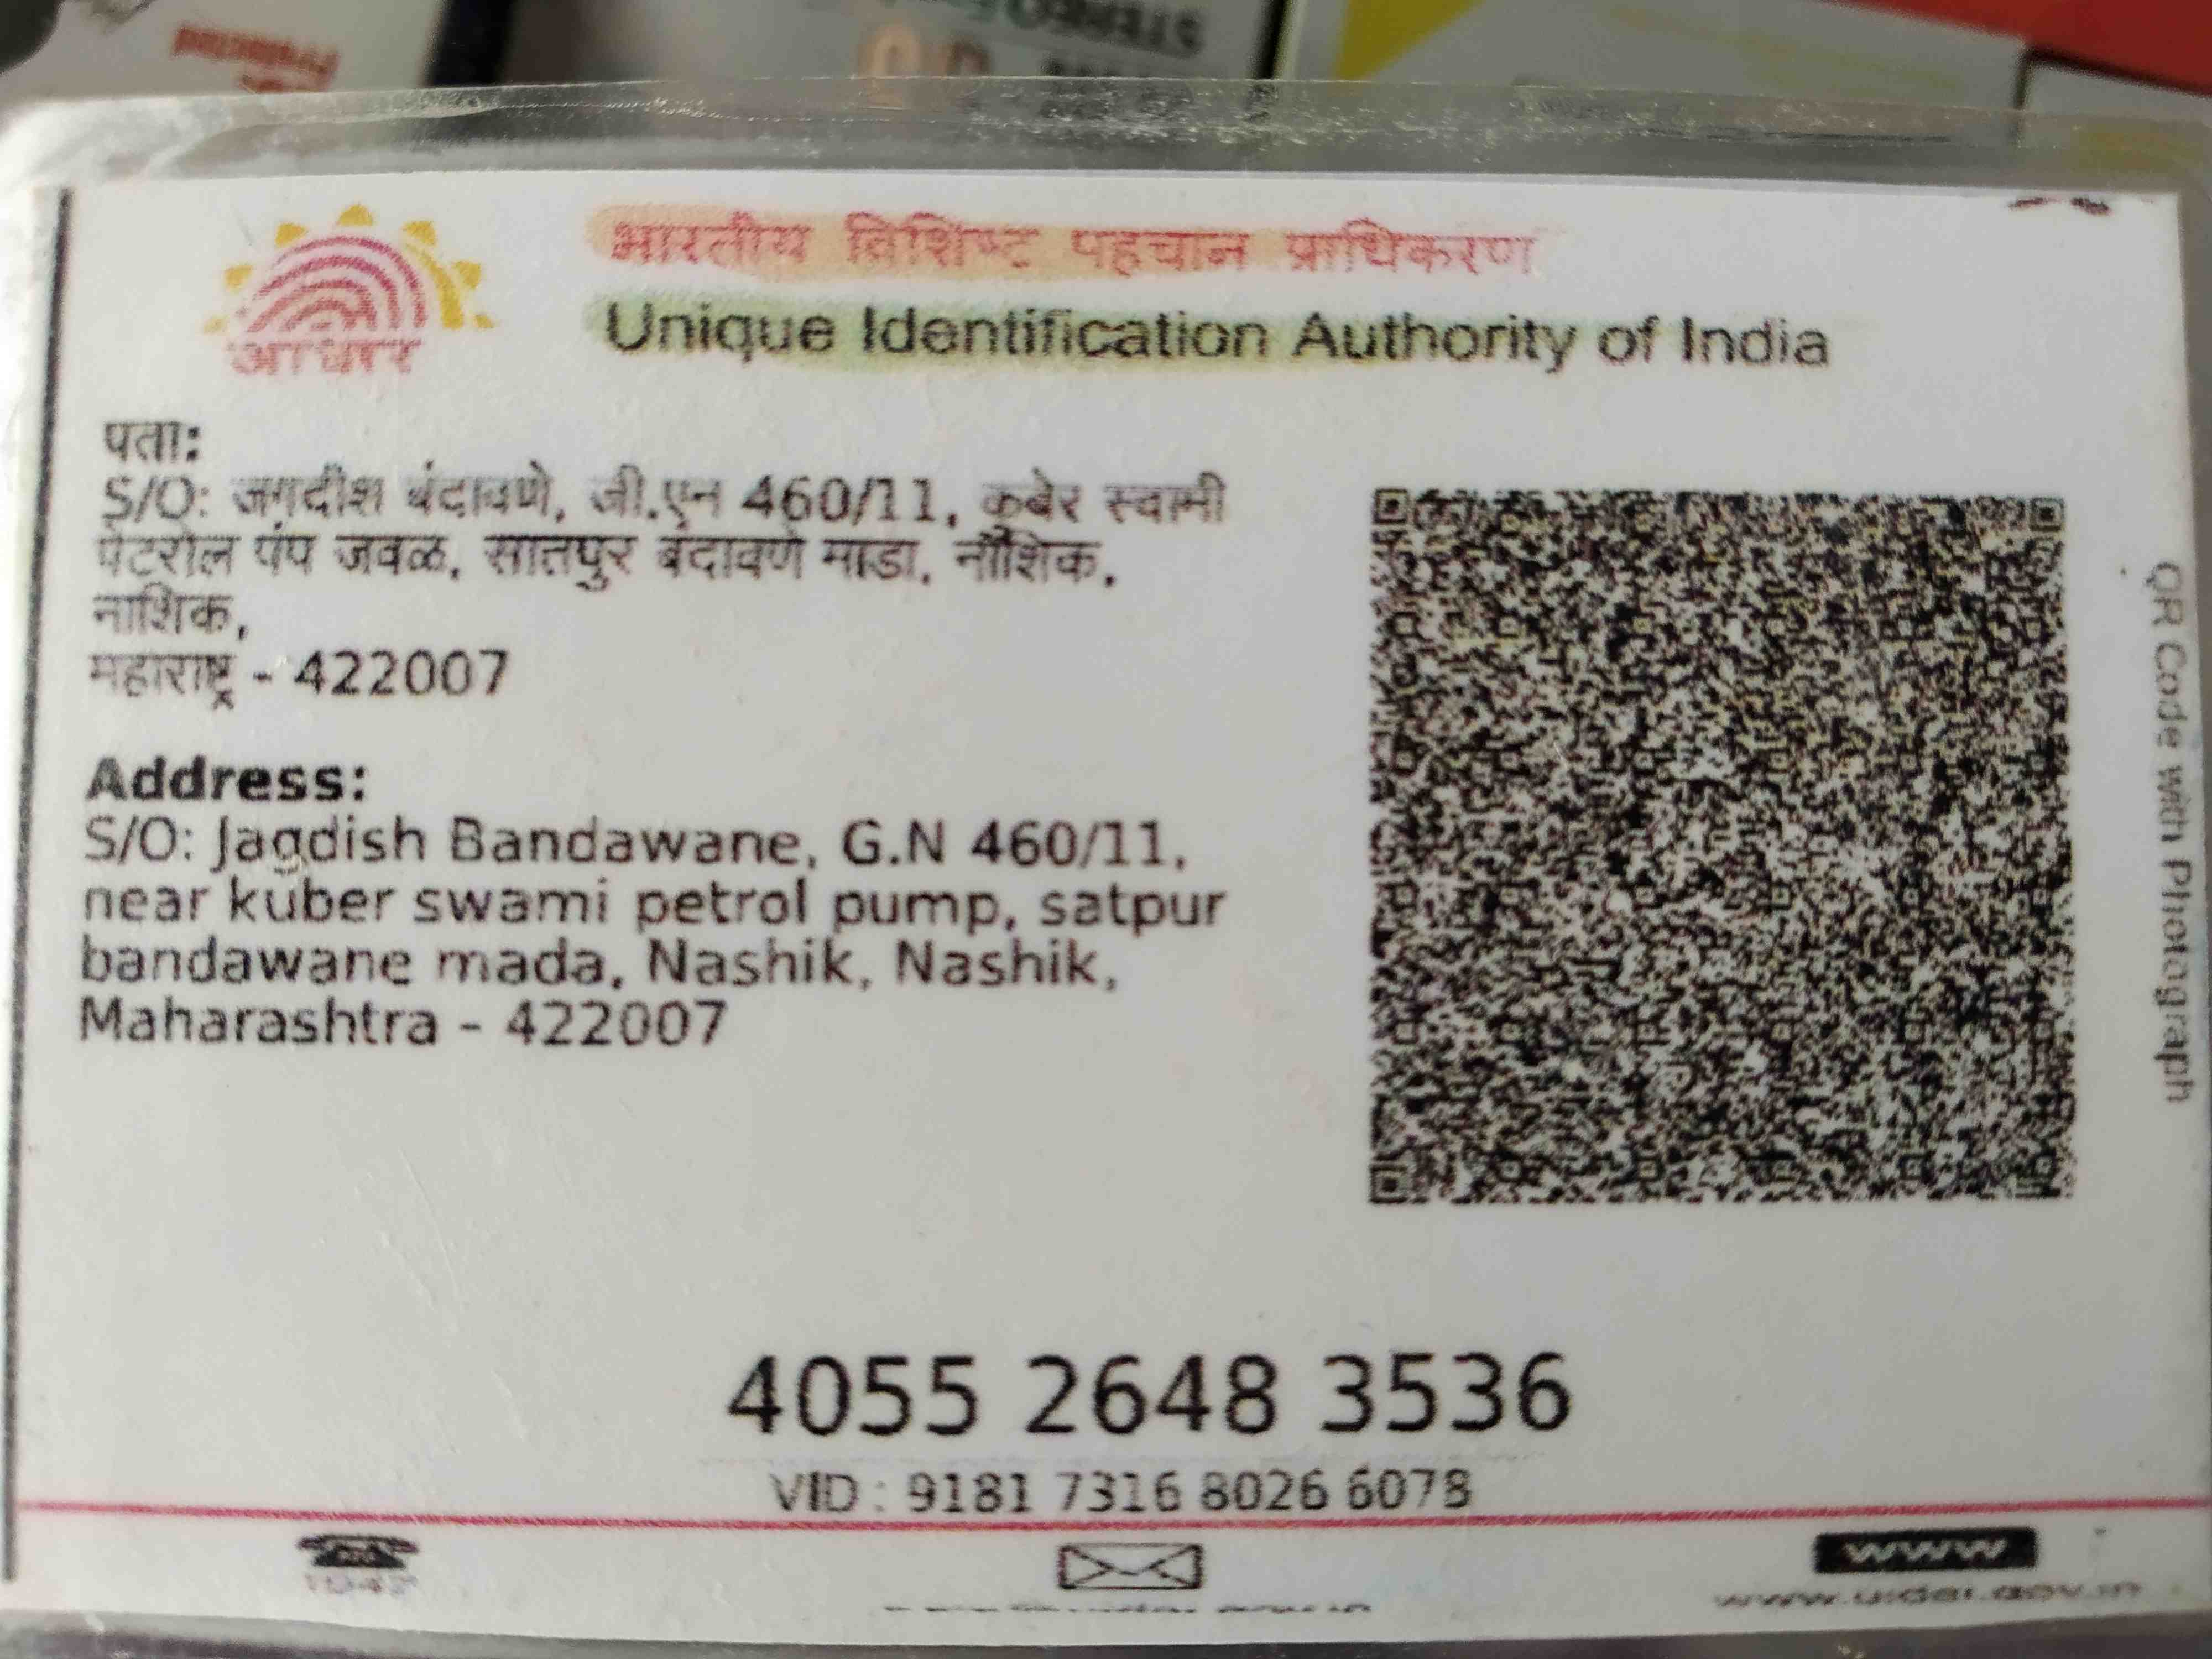 भारतीय विशिष्ट पहचान प्राधिकरण
Unique Identification Authority of India
आधार
पता:
S/O: जगदीश बंदावणे, जी.एन 460/11, कुबेर स्वामी
पेटरोल पंप जवळ, सातपुर बंदावणे माडा, नाशिक,
नाशिक,
महाराष्ट्र - 422007
Address:
S/O: Jagdish Bandawane, G.N 460/11,
near kuber swami petrol pump, satpur
bandawane mada, Nashik, Nashik,
Maharashtra - 422007
QR Code with Photograph
4055 2648 3536
VID : 9181 7316 8026 6078
www
www.uidai.gov.in